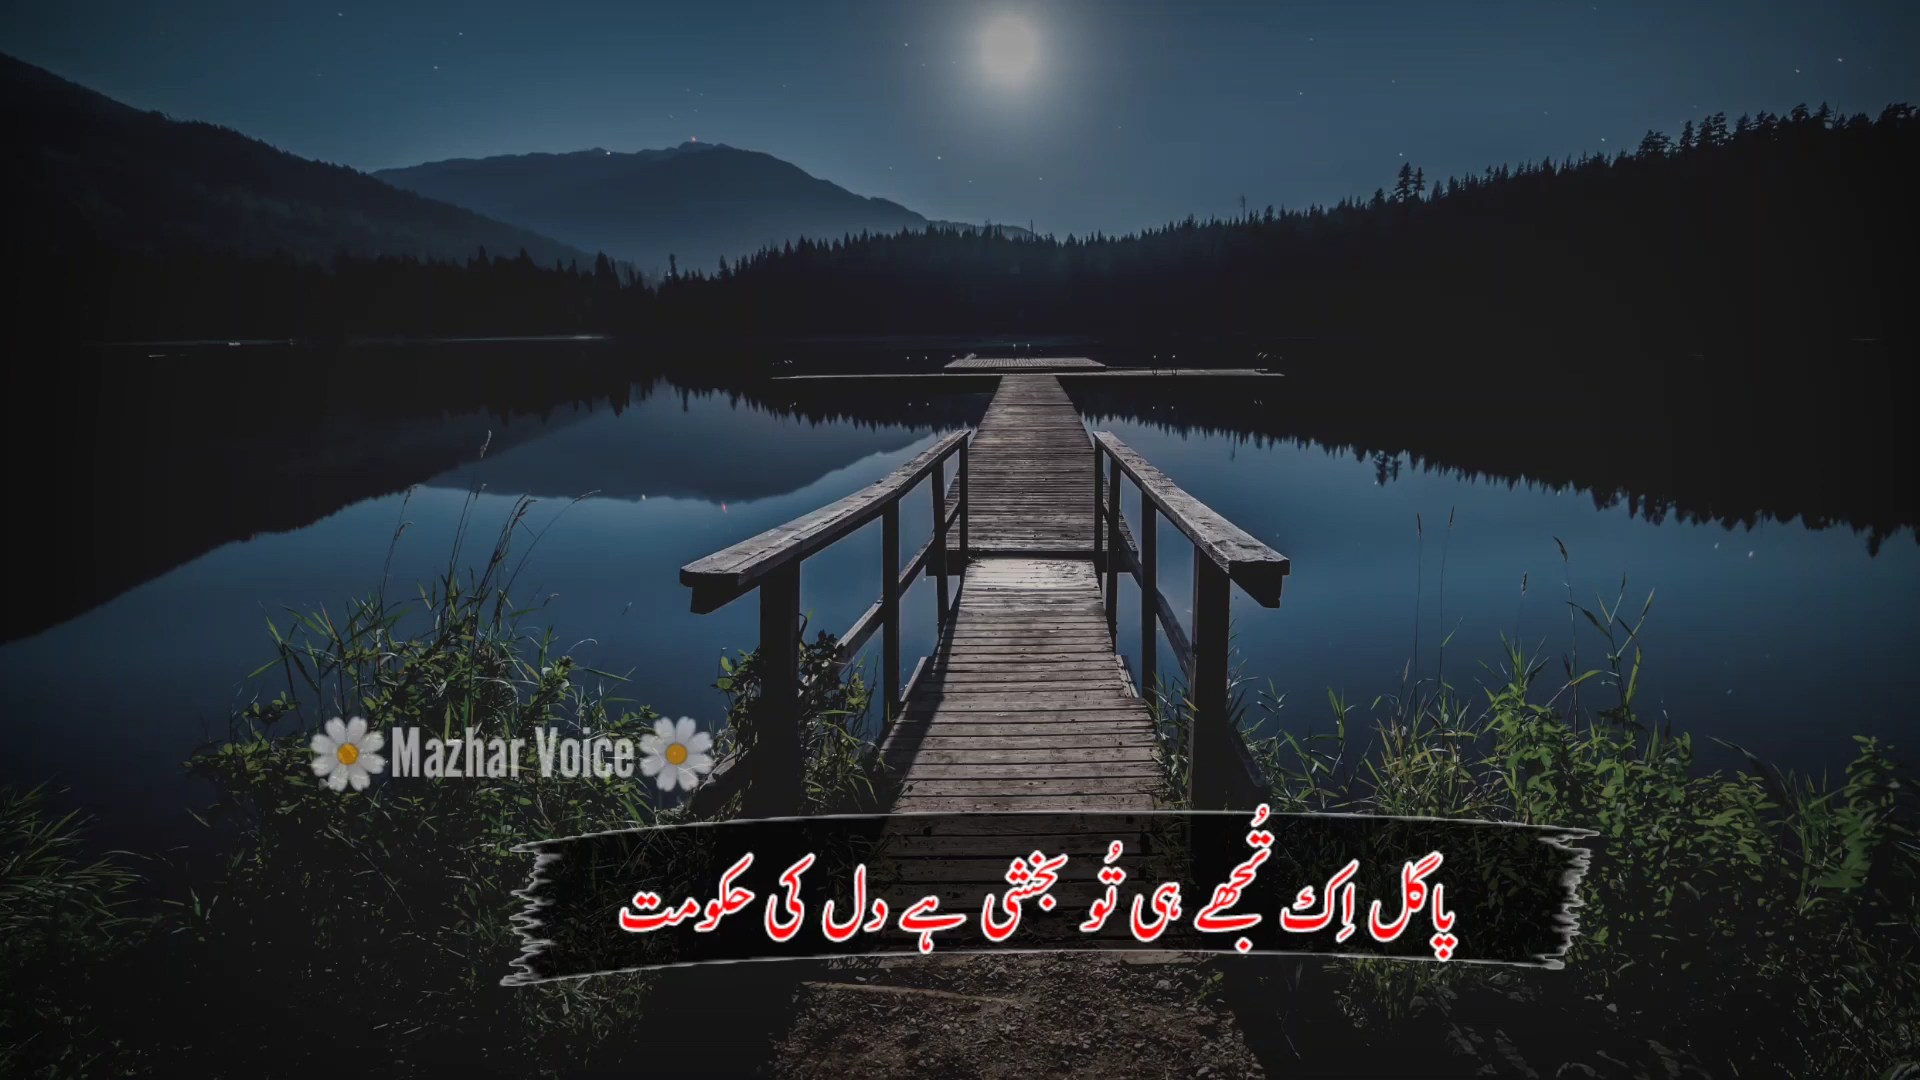 Mazhar Voice
پاگل اِک تُجھے ہی تُو بخشی ہے دل کی حکومت